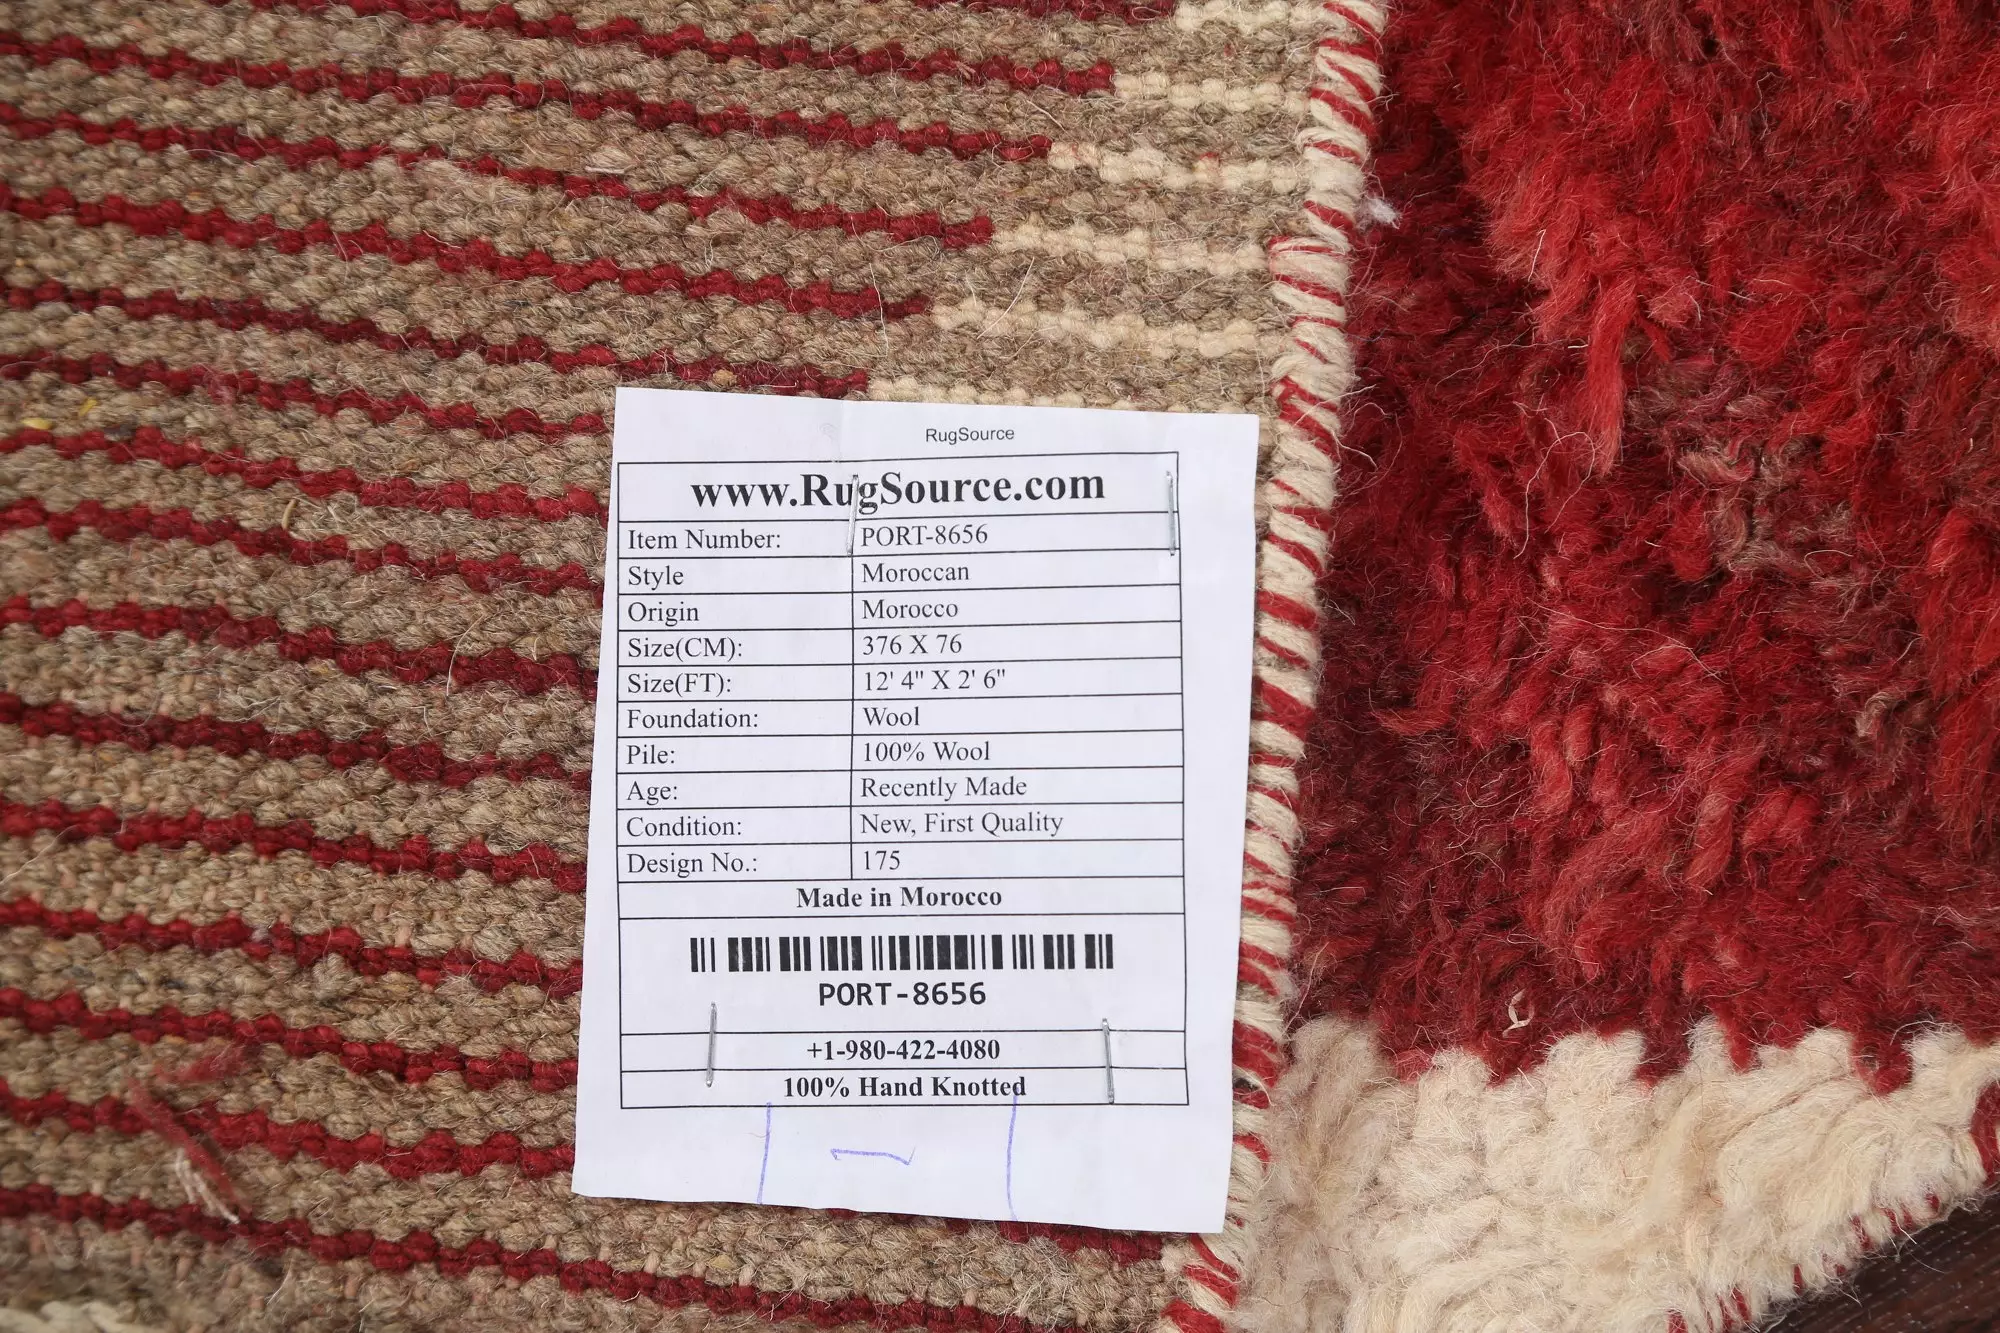 RugSource
www.RugSource.com
Item Number: PORT-8656
Style Moroccan
Origin Morocco
Size(CM): 376 X 76
Size(FT): 12' 4" X 2' 6"
Foundation: Wool
Pile: 100% Wool
Age: Recently Made
Condition: New, First Quality
Design No.: 175
Made in Morocco
PORT-8656
+1-980-422-4080
100% Hand Knotted